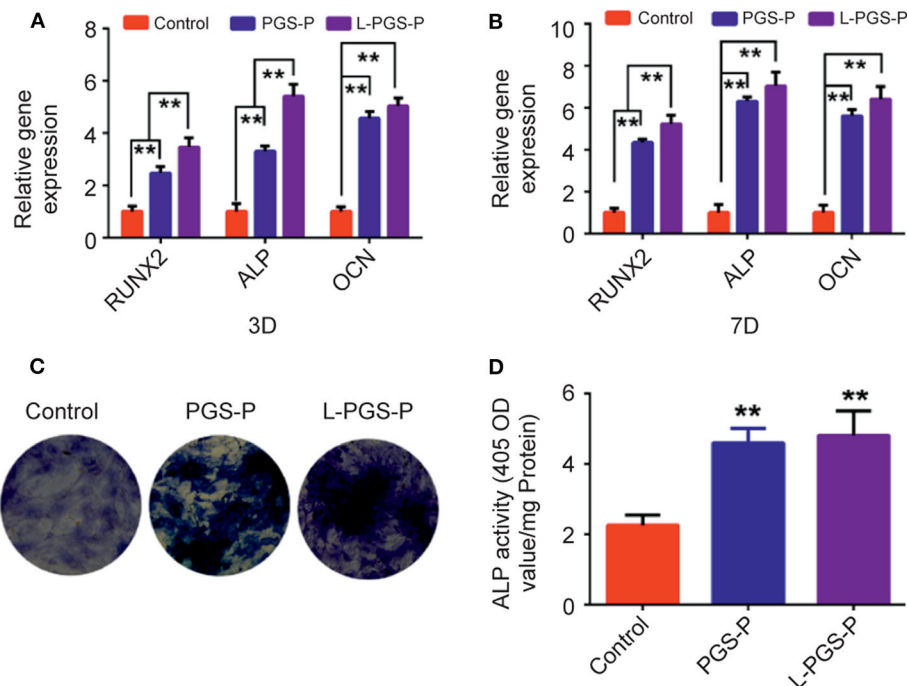 A
Control PGS-P L-PGS-P
Relative gene
expression
8
6
4
2
0
**
**
**
**
**
**
RUNX2
ALP
OCN
3D
B
Control PGS-P L-PGS-P
Relative gene
expression
10
8
6
4
2
0
**
**
**
**
**
**
RUNX2
ALP
OCN
7D
C
Control PGS-P L-PGS-P
D
ALP activity (405 OD
value/mg Protein)
6
4
2
0
**
**
Control
PGS-P
L-PGS-P